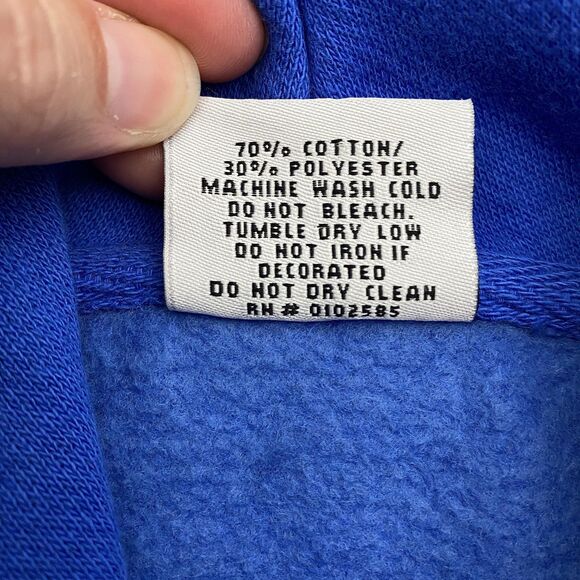 70% COTTON/
30% POLYESTER
MACHINE WASH COLD
DO NOT BLEACH.
TUMBLE DRY LOW
DO NOT IRON IF
DECORATED
DO NOT DRY CLEAN
RN # 0102585